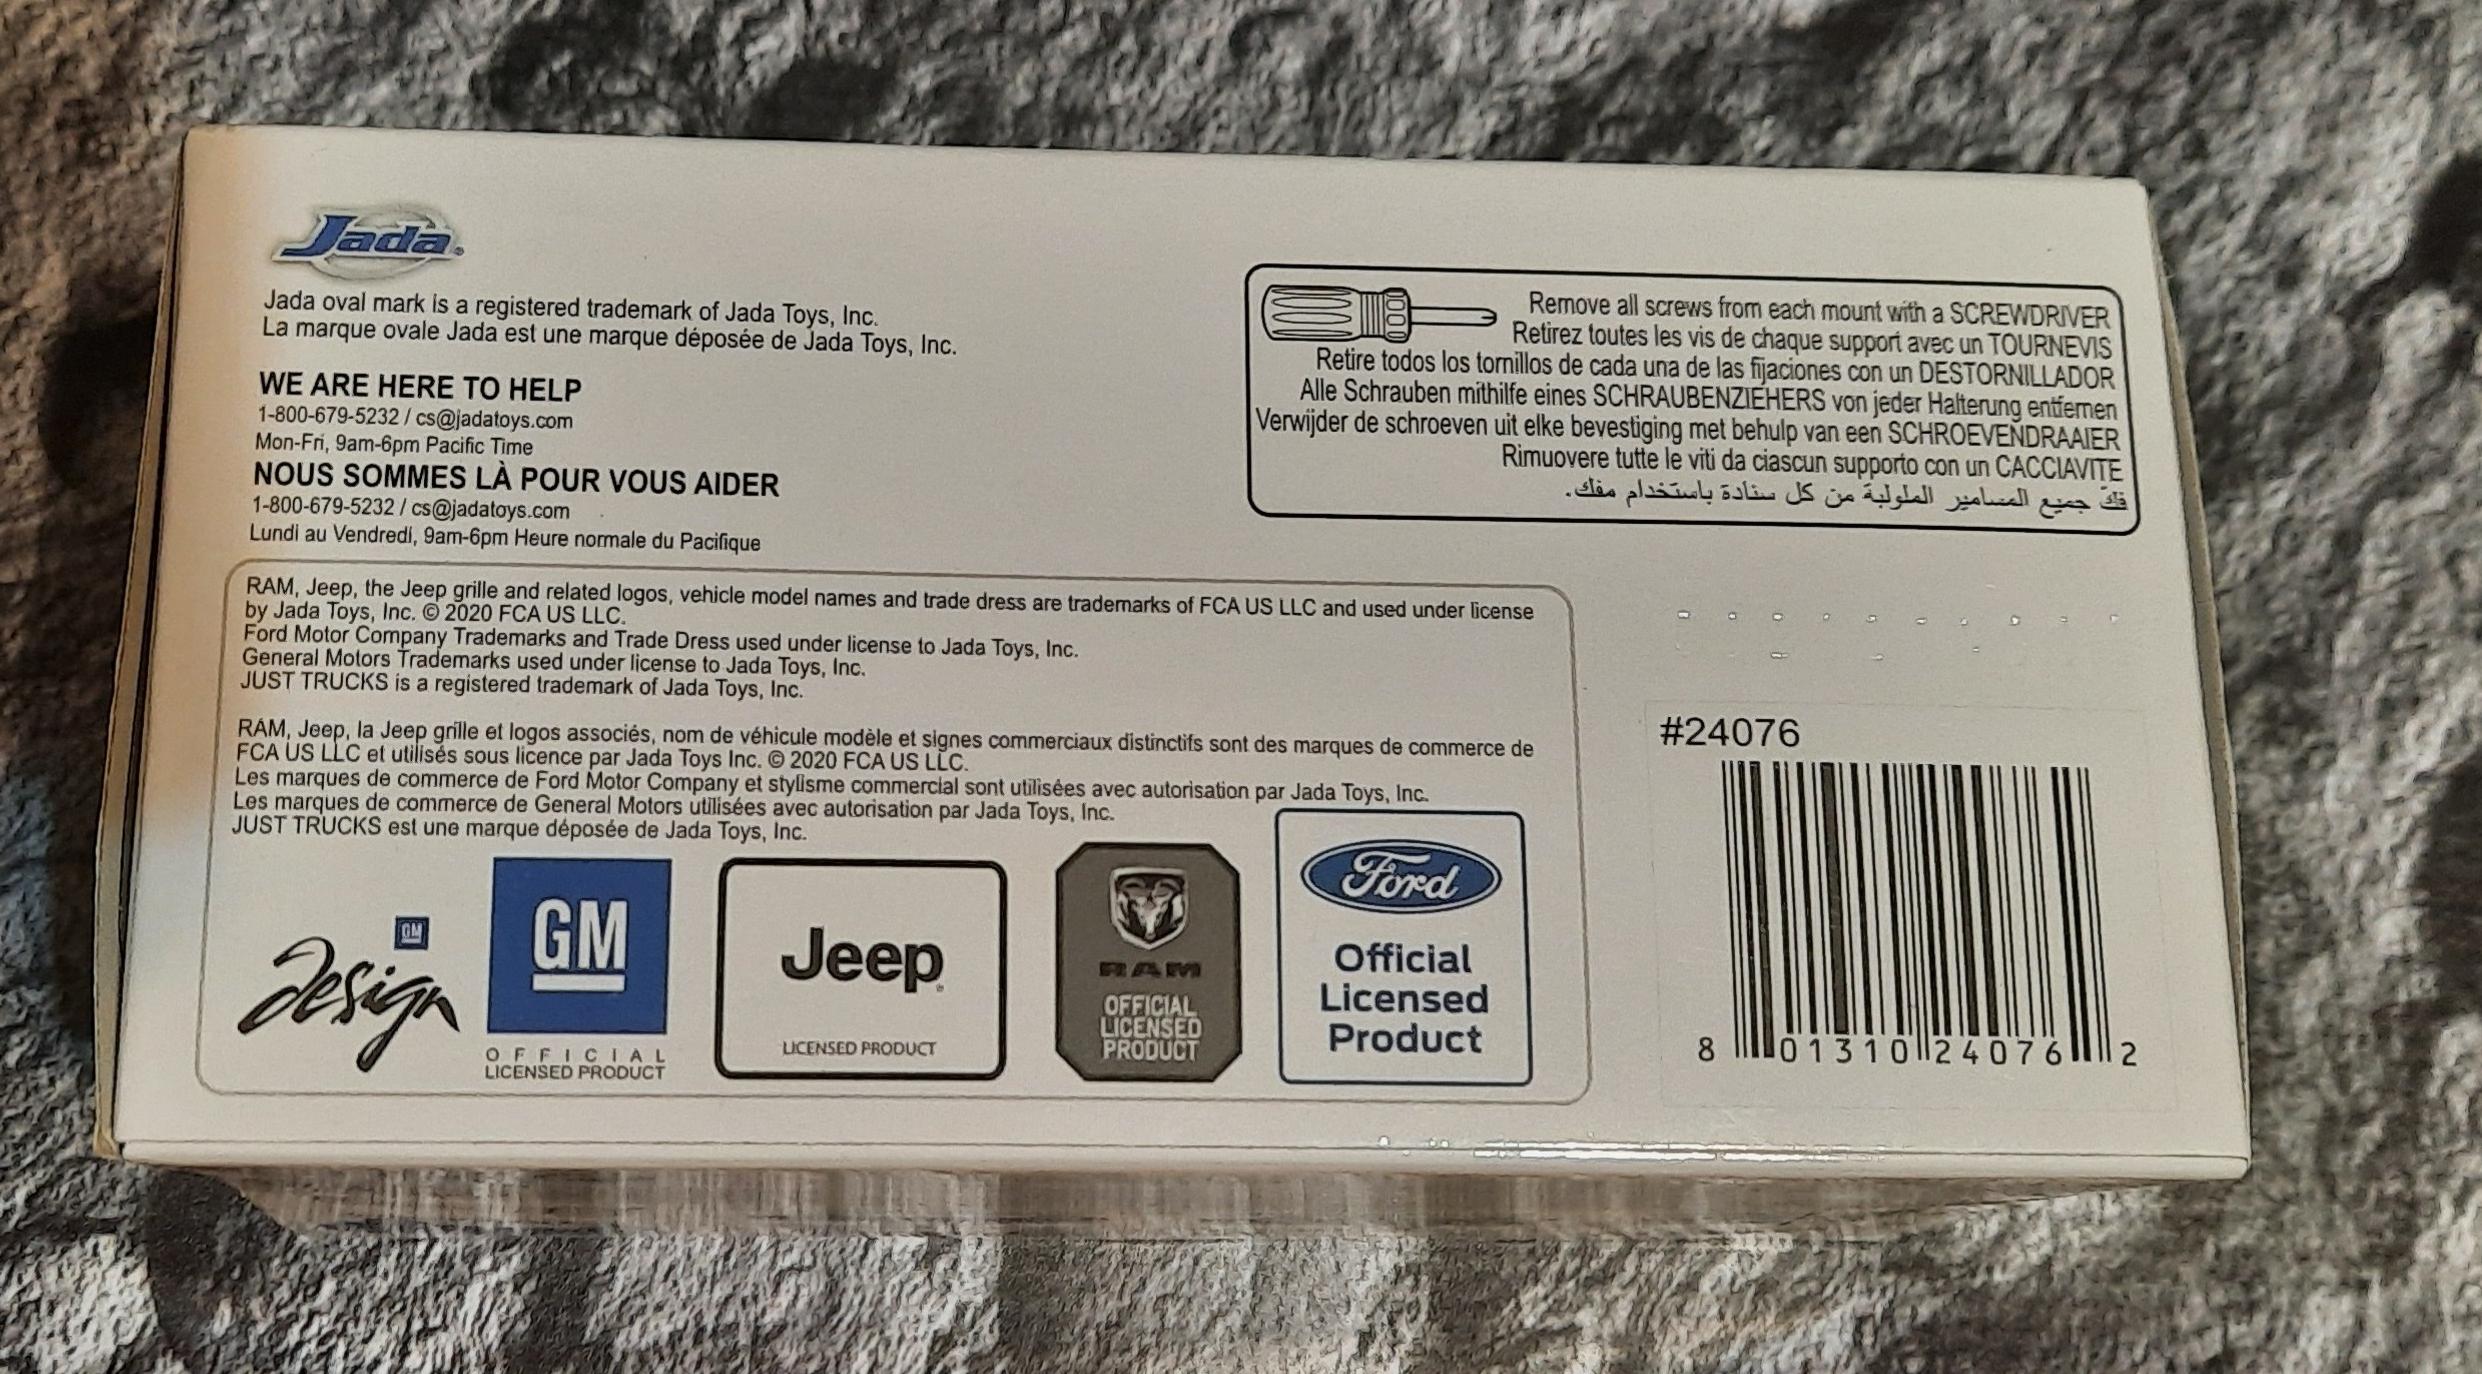 Jada®
Jada oval mark is a registered trademark of Jada Toys, Inc.
La marque ovale Jada est une marque déposée de Jada Toys, Inc.
WE ARE HERE TO HELP
1-800-679-5232 / cs@jadatoys.com
Mon-Fri, 9am-6pm Pacific Time
NOUS SOMMES LÀ POUR VOUS AIDER
1-800-679-5232 / cs@jadatoys.com
Lundi au Vendredi, 9am-6pm Heure normale du Pacifique
Remove all screws from each mount with a SCREWDRIVER
Retirez toutes les vis de chaque support avec un TOURNEVIS
Retire todos los tornillos de cada una de las fijaciones con un DESTORNILLADOR
Alle Schrauben mithilfe eines SCHRAUBENZIEHERS von jeder Halterung entfernen
Verwijder de schroeven uit elke bevestiging met behulp van een SCHROEVENDRAAIER
Rimuovere tutte le viti da ciascun supporto con un CACCIAVITE
فكّ جميع المسامير الملولبة من كل سنادة باستخدام مفك.
RAM, Jeep, the Jeep grille and related logos, vehicle model names and trade dress are trademarks of FCA US LLC and used under license
by Jada Toys, Inc. © 2020 FCA US LLC.
Ford Motor Company Trademarks and Trade Dress used under license to Jada Toys, Inc.
General Motors Trademarks used under license to Jada Toys, Inc.
JUST TRUCKS is a registered trademark of Jada Toys, Inc.
RAM, Jeep, la Jeep grille et logos associés, nom de véhicule modèle et signes commerciaux distinctifs sont des marques de commerce de
FCA US LLC et utilisés sous licence par Jada Toys Inc. © 2020 FCA US LLC.
Les marques de commerce de Ford Motor Company et stylisme commercial sont utilisées avec autorisation par Jada Toys, Inc.
Les marques de commerce de General Motors utilisées avec autorisation par Jada Toys, Inc.
JUST TRUCKS est une marque déposée de Jada Toys, Inc.
GM
Design
GM
OFFICIAL
LICENSED PRODUCT
Jeep®
LICENSED PRODUCT
RAM
OFFICIAL
LICENSED
PRODUCT
Ford
Official
Licensed
Product
#24076
8 01310 24076 2